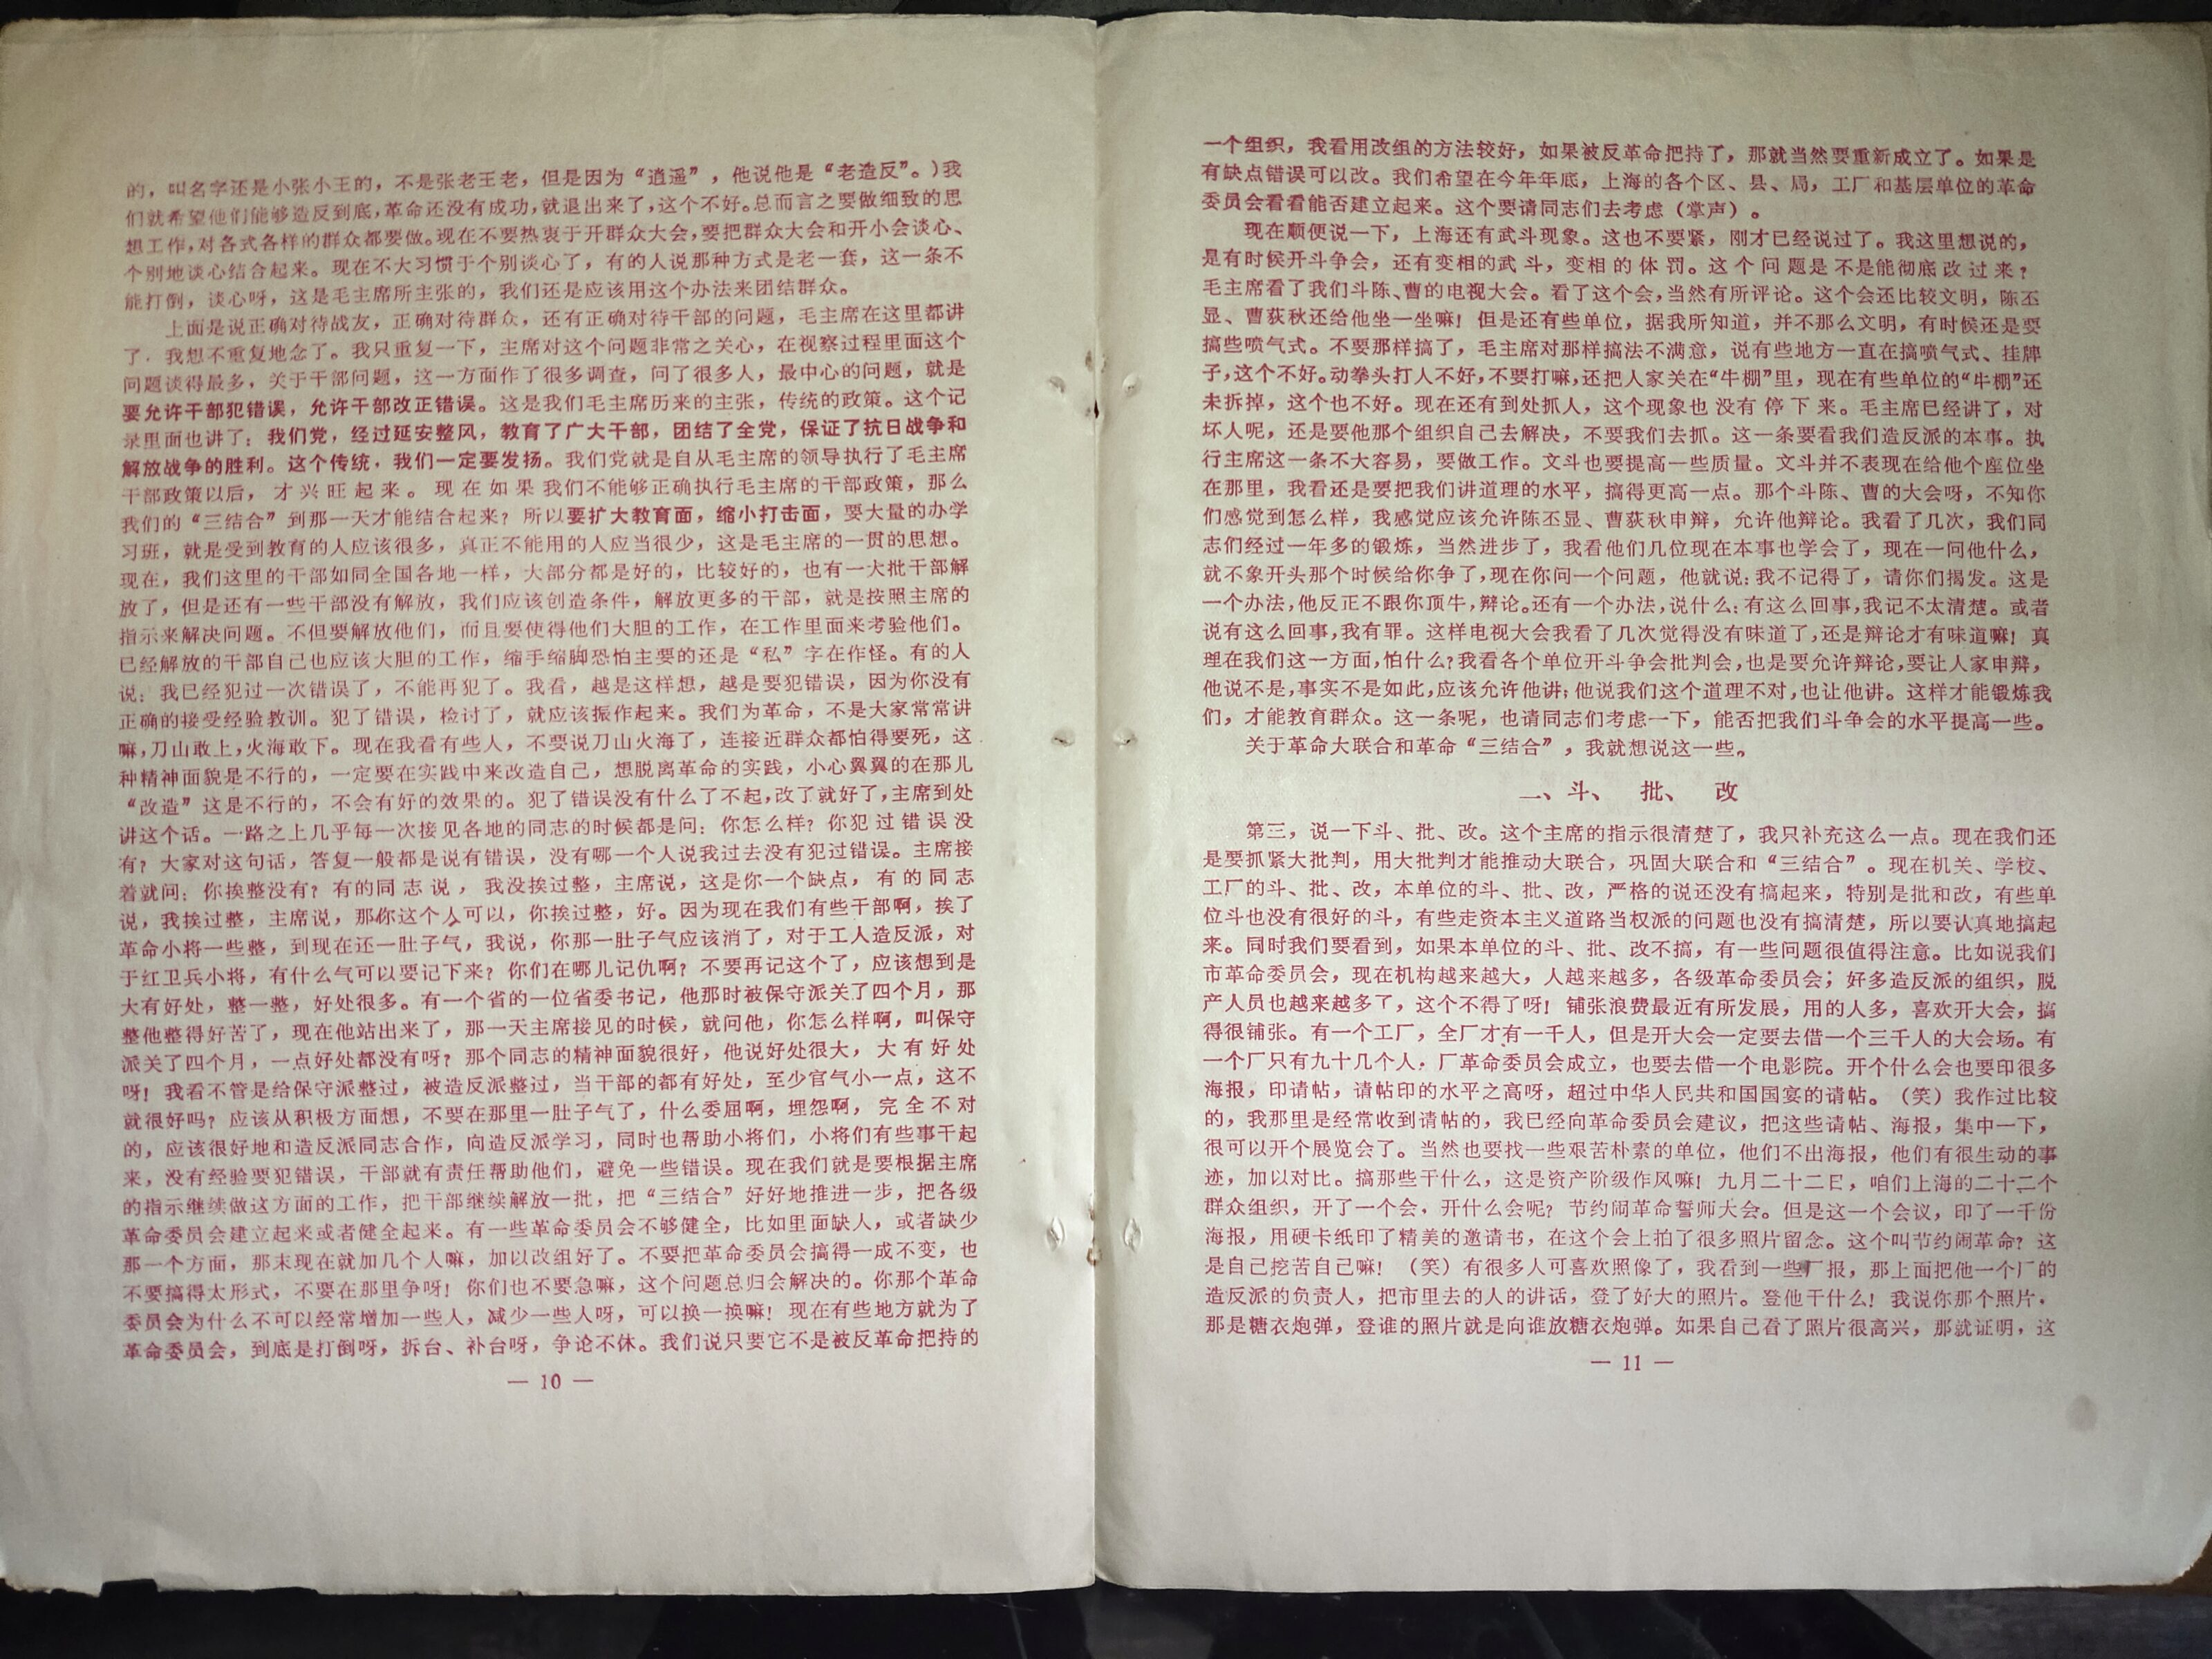 的，叫名字还是小张小王的，不是张老王老，但是因为“逍遥”，他说他是“老造反”。）我
们就希望他们能够造反到底，革命还没有成功，就退出来了，这个不好。总而言之要做细致的思
想工作，对各式各样的群众都要做。现在不要热衷于开群众大会，要把群众大会和开小会谈心、
个别地谈心结合起来。现在不大习惯于个别谈心了，有的人说那种方式是老一套，这一条不
能打倒，谈心呀，这是毛主席所主张的，我们还是应该用这个办法来团结群众。
上面是说正确对待战友，正确对待群众，还有正确对待干部的问题，毛主席在这里都讲
了．我想不重复地念了。我只重复一下，主席对这个问题非常之关心，在视察过程里面这个
问题谈得最多，关于干部问题，这一方面作了很多调查，问了很多人，最中心的问题，就是
要允许干部犯错误，允许干部改正错误。这是我们毛主席历来的主张，传统的政策。这个记
录里面也讲了：我们党，经过延安整风，教育了广大干部，团结了全党，保证了抗日战争和
解放战争的胜利。这个传统，我们一定要发扬。我们党就是自从毛主席的领导执行了毛主席
干部政策以后，才兴旺起来。现在如果我们不能够正确执行毛主席的干部政策，那么
我们的“三结合”到那一天才能结合起来？所以要扩大教育面，缩小打击面，要大量的办学
习班，就是受到教育的人应该很多，真正不能用的人应当很少，这是毛主席的一贯的思想。
现在，我们这里的干部如同全国各地一样，大部分都是好的，比较好的，也有一大批干部解
放了，但是还有一些干部没有解放，我们应该创造条件，解放更多的干部，就是按照主席的
指示来解决问题。不但要解放他们，而且要使得他们大胆的工作，在工作里面来考验他们。
已经解放的干部自己也应该大胆的工作，缩手缩脚恐怕主要的还是“私”字在作怪。有的人
说：我已经犯过一次错误了，不能再犯了。我看，越是这样想，越是要犯错误，因为你没有
正确的接受经验教训。犯了错误，检讨了，就应该振作起来。我们为革命，不是大家常常讲
嘛，刀山敢上，火海敢下。现在我看有些人，不要说刀山火海了，连接近群众都怕得要死，这
种精神面貌是不行的，一定要在实践中来改造自己，想脱离革命的实践，小心翼翼的在那儿
“改造”这是不行的，不会有好的效果的。犯了错误没有什么了不起，改了就好了，主席到处
讲这个话。一路之上几乎每一次接见各地的同志的时候都是问：你怎么样？你犯过错误没
有？大家对这句话，答复一般都是说有错误，没有哪一个人说我过去没有犯过错误。主席接
着就问：你挨整没有？有的同志说，我没挨过整，主席说，这是你一个缺点，有的同志
说，我挨过整，主席说，那你这个人可以，你挨过整，好。因为现在我们有些干部啊，挨了
革命小将一些整，到现在还一肚子气，我说，你那一肚子气应该消了，对于工人造反派，对
于红卫兵小将，有什么气可以要记下来？你们在哪儿记仇啊？不要再记这个了，应该想到是
大有好处，整一整，好处很多。有一个省的一位省委书记，他那时被保守派关了四个月，那
整他整得好苦了，现在他站出来了，那一天主席接见的时候，就问他，你怎么样啊，叫保守
派关了四个月，一点好处都没有呀？那个同志的精神面貌很好，他说好处很大，大有好处
呀！我看不管是给保守派整过，被造反派整过，当干部的都有好处，至少官气小一点，这不
就很好吗？应该从积极方面想，不要在那里一肚子气了，什么委屈啊，埋怨啊，完全不对
的，应该很好地和造反派同志合作，向造反派学习，同时也帮助小将们，小将们有些事干起
来，没有经验要犯错误，干部就有责任帮助他们，避免一些错误。现在我们就是要根据主席
的指示继续做这方面的工作，把干部继续解放一批，把“三结合”好好地推进一步，把各级
革命委员会建立起来或者健全起来。有一些革命委员会不够健全，比如里面缺人，或者缺少
那一个方面，那末现在就加几个人嘛，加以改组好了。不要把革命委员会搞得一成不变，也
不要搞得太形式，不要在那里争呀！你们也不要急嘛，这个问题总归会解决的。你那个革命
委员会为什么不可以经常增加一些人，减少一些人呀，可以换一换嘛！现在有些地方就为了
革命委员会，到底是打倒呀，拆台、补台呀，争论不休。我们说只要它不是被反革命把持的
— 10 —
一个组织，我看用改组的方法较好，如果被反革命把持了，那就当然要重新成立了。如果是
有缺点错误可以改。我们希望在今年年底，上海的各个区、县、局，工厂和基层单位的革命
委员会看看能否建立起来。这个要请同志们去考虑（掌声）。
现在顺便说一下，上海还有武斗现象。这也不要紧，刚才已经说过了。我这里想说的，
是有时候开斗争会，还有变相的武斗，变相的体罚。这个问题是不是能彻底改过来？
毛主席看了我们斗陈、曹的电视大会。看了这个会，当然有所评论。这个会还比较文明，陈丕
显、曹荻秋还给他坐一坐嘛！但是还有些单位，据我所知道，并不那么文明，有时候还是要
搞些喷气式。不要那样搞了，毛主席对那样搞法不满意，说有些地方一直在搞喷气式、挂牌
子，这个不好。动拳头打人不好，不要打嘛，还把人家关在“牛棚”里，现在有些单位的“牛棚”还
未拆掉，这个也不好。现在还有到处抓人，这个现象也没有停下来。毛主席已经讲了，对
坏人呢，还是要他那个组织自己去解决，不要我们去抓。这一条要看我们造反派的本事。执
行主席这一条不大容易，要做工作。文斗也要提高一些质量。文斗并不表现在给他个座位坐
在那里，我看还是要把我们讲道理的水平，搞得更高一点。那个斗陈、曹的大会呀，不知你
们感觉到怎么样，我感觉应该允许陈丕显、曹荻秋申辩，允许他辩论。我看了几次，我们同
志们经过一年多的锻炼，当然进步了，我看他们几位现在本事也学会了，现在一问他什么，
就不象开头那个时候给你争了，现在你问一个问题，他就说：我不记得了，请你们揭发。这是
一个办法，他反正不跟你顶牛，辩论。还有一个办法，说什么：有这么回事，我记不太清楚。或者
说有这么回事，我有罪。这样电视大会我看了几次觉得没有味道了，还是辩论才有味道嘛！真
理在我们这一方面，怕什么？我看各个单位开斗争会批判会，也是要允许辩论，要让人家申辩，
他说不是，事实不是如此，应该允许他讲；他说我们这个道理不对，也让他讲。这样才能锻炼我
们，才能教育群众。这一条呢，也请同志们考虑一下，能否把我们斗争会的水平提高一些。
关于革命大联合和革命“三结合”，我就想说这一些。
二、斗、 批、 改
第三，说一下斗、批、改。这个主席的指示很清楚了，我只补充这么一点。现在我们还
是要抓紧大批判，用大批判才能推动大联合，巩固大联合和“三结合”。现在机关、学校、
工厂的斗、批、改，本单位的斗、批、改，严格的说还没有搞起来，特别是批和改，有些单
位斗也没有很好的斗，有些走资本主义道路当权派的问题也没有搞清楚，所以要认真地搞起
来。同时我们要看到，如果本单位的斗、批、改不搞，有一些问题很值得注意。比如说我们
市革命委员会，现在机构越来越大，人越来越多，各级革命委员会；好多造反派的组织，脱
产人员也越来越多了，这个不得了呀！铺张浪费最近有所发展，用的人多，喜欢开大会，搞
得很铺张。有一个工厂，全厂才有一千人，但是开大会一定要去借一个三千人的大会场。有
一个厂只有九十几个人．厂革命委员会成立，也要去借一个电影院。开个什么会也要印很多
海报，印请帖，请帖印的水平之高呀，超过中华人民共和国国宴的请帖。（笑）我作过比较
的，我那里是经常收到请帖的，我已经向革命委员会建议，把这些请帖、海报，集中一下，
很可以开个展览会了。当然也要找一些艰苦朴素的单位，他们不出海报，他们有很生动的事
迹，加以对比。搞那些干什么，这是资产阶级作风嘛！九月二十二日，咱们上海的二十二个
群众组织，开了一个会，开什么会呢？节约闹革命誓师大会。但是这一个会议，印了一千份
海报，用硬卡纸印了精美的邀请书，在这个会上拍了很多照片留念。这个叫节约闹革命？这
是自己挖苦自己嘛！（笑）有很多人可喜欢照像了，我看到一些厂报，那上面把他一个厂的
造反派的负责人，把市里去的人的讲话，登了好大的照片。登他干什么！我说你那个照片．
那是糖衣炮弹，登谁的照片就是向谁放糖衣炮弹。如果自己看了照片很高兴，那就证明，这
— 11 —